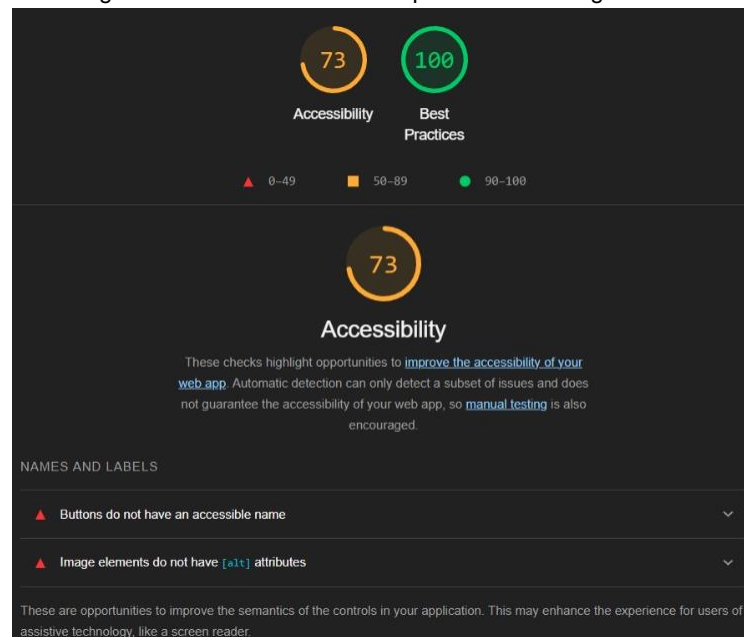 73
100
Accessibility
Best
Practices
0–49
50–89
90–100
73
Accessibility
These checks highlight opportunities to improve the accessibility of your
web app. Automatic detection can only detect a subset of issues and does
not guarantee the accessibility of your web app, so manual testing is also
encouraged.
NAMES AND LABELS
Buttons do not have an accessible name
Image elements do not have [alt] attributes
These are opportunities to improve the semantics of the controls in your application. This may enhance the experience for users of
assistive technology, like a screen reader.